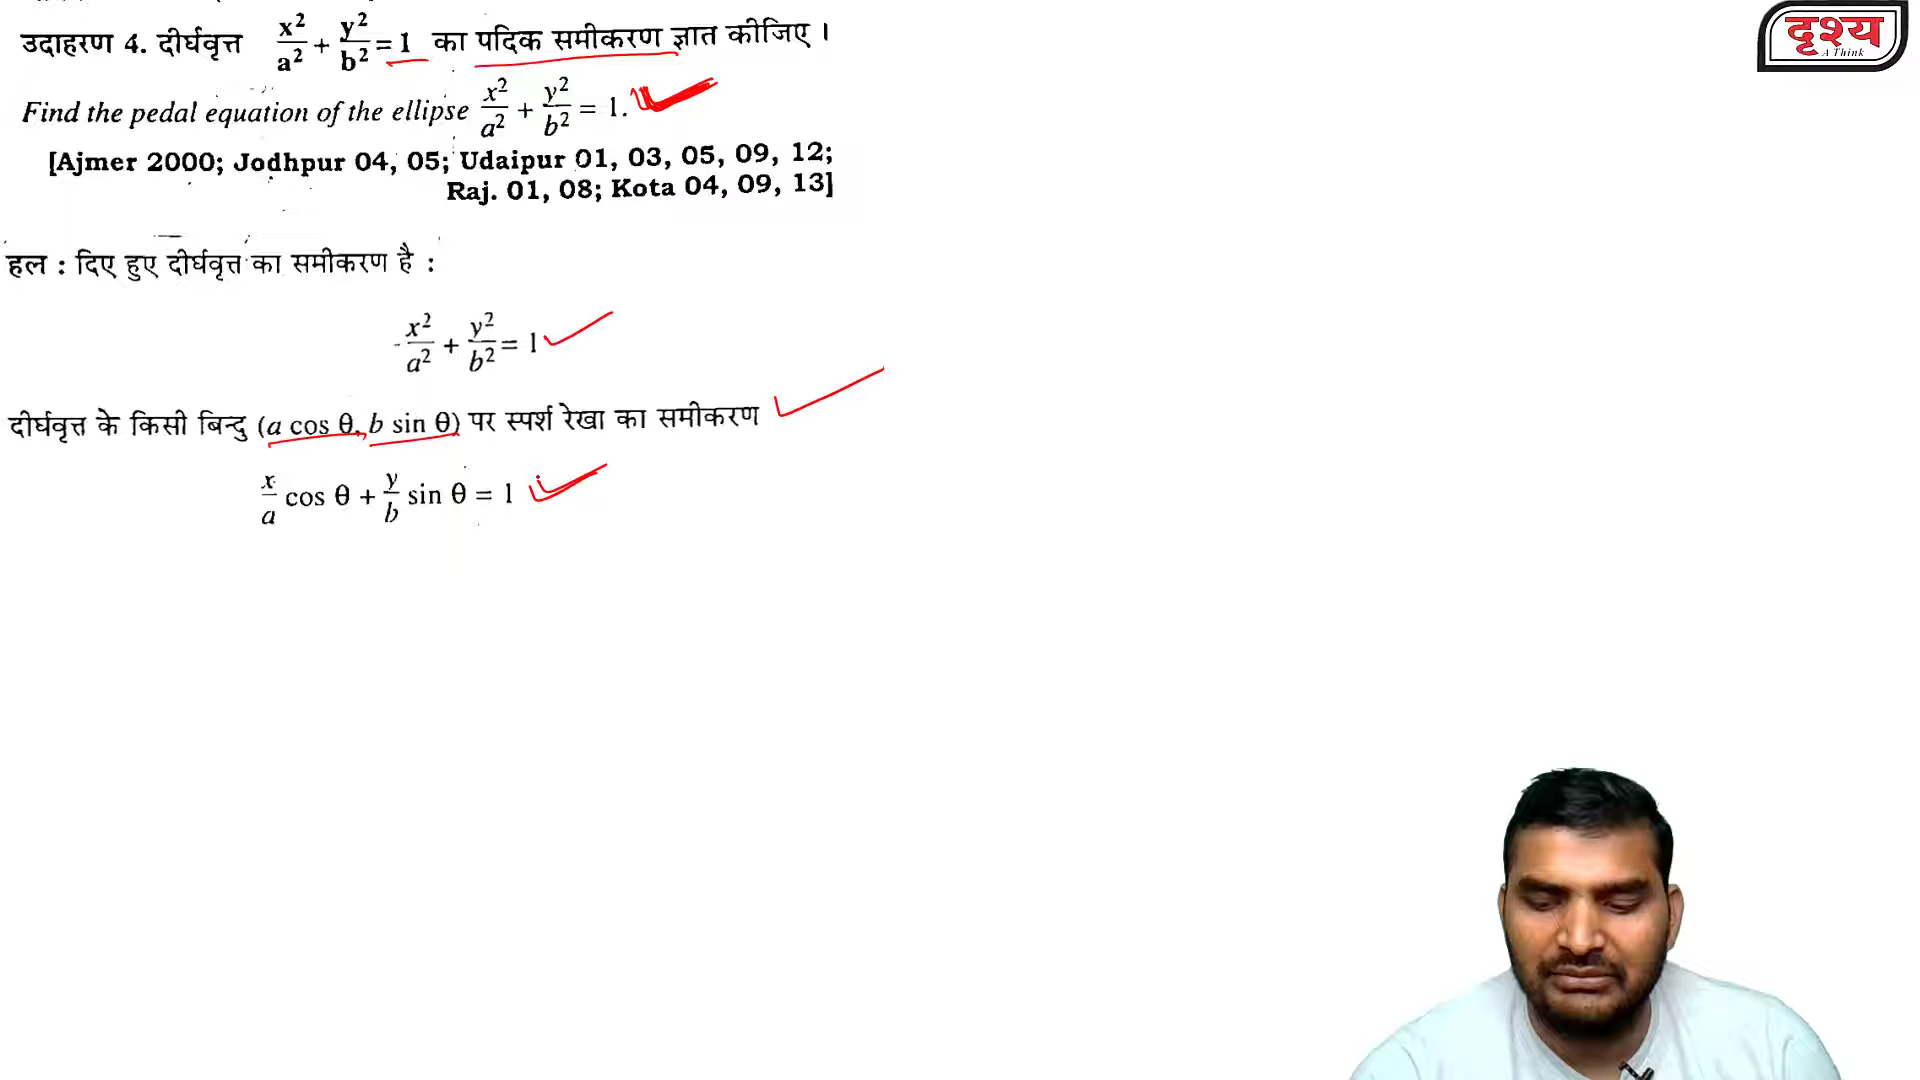 उदाहरण 4. दीर्घवृत्त x²/a² + y²/b² = 1 का पदिक समीकरण ज्ञात कीजिए ।
Find the pedal equation of the ellipse x²/a² + y²/b² = 1.
[Ajmer 2000; Jodhpur 04, 05; Udaipur 01, 03, 05, 09, 12;
Raj. 01, 08; Kota 04, 09, 13]
हल : दिए हुए दीर्घवृत्त का समीकरण है :
x²/a² + y²/b² = 1
दीर्घवृत्त के किसी बिन्दु (a cos θ, b sin θ) पर स्पर्श रेखा का समीकरण
x/a cos θ + y/b sin θ = 1
दृश्य
A Think